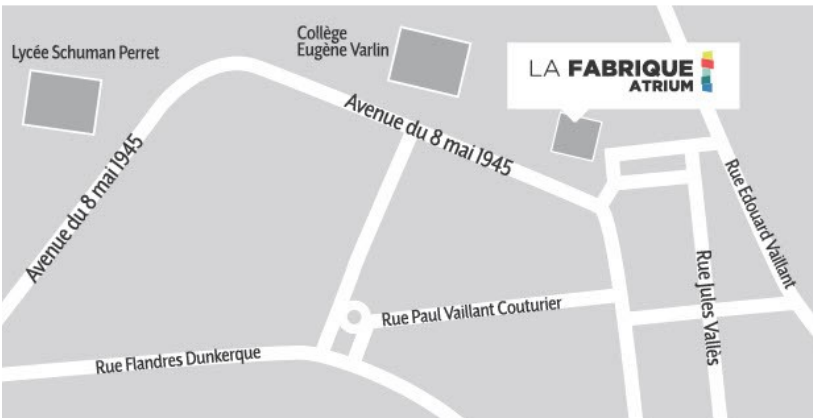 Lycée Schuman Perret
Collège
Eugène Varlin
LA FABRIQUE
ATRIUM
Avenue du 8 mai 1945
Avenue du 8 mai 1945
Rue Edouard Vaillant
Rue Jules Vallès
Rue Paul Vaillant Couturier
Rue Flandres Dunkerque